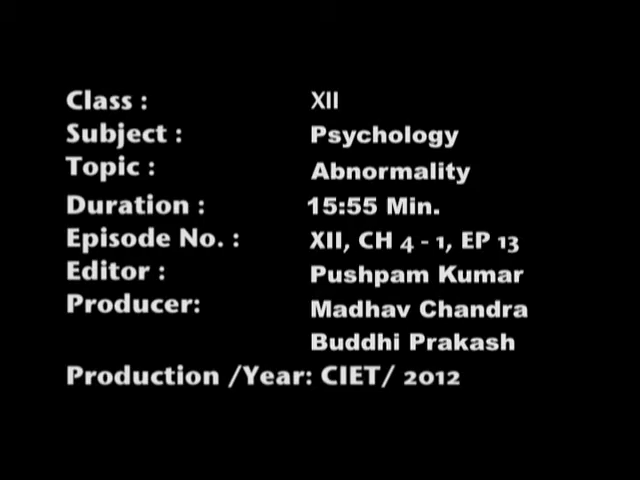 Class : XII
Subject : Psychology
Topic : Abnormality
Duration : 15:55 Min.
Episode No. : XII, CH 4 - 1, EP 13
Editor : Pushpam Kumar
Producer: Madhav Chandra
Buddhi Prakash
Production /Year: CIET/ 2012